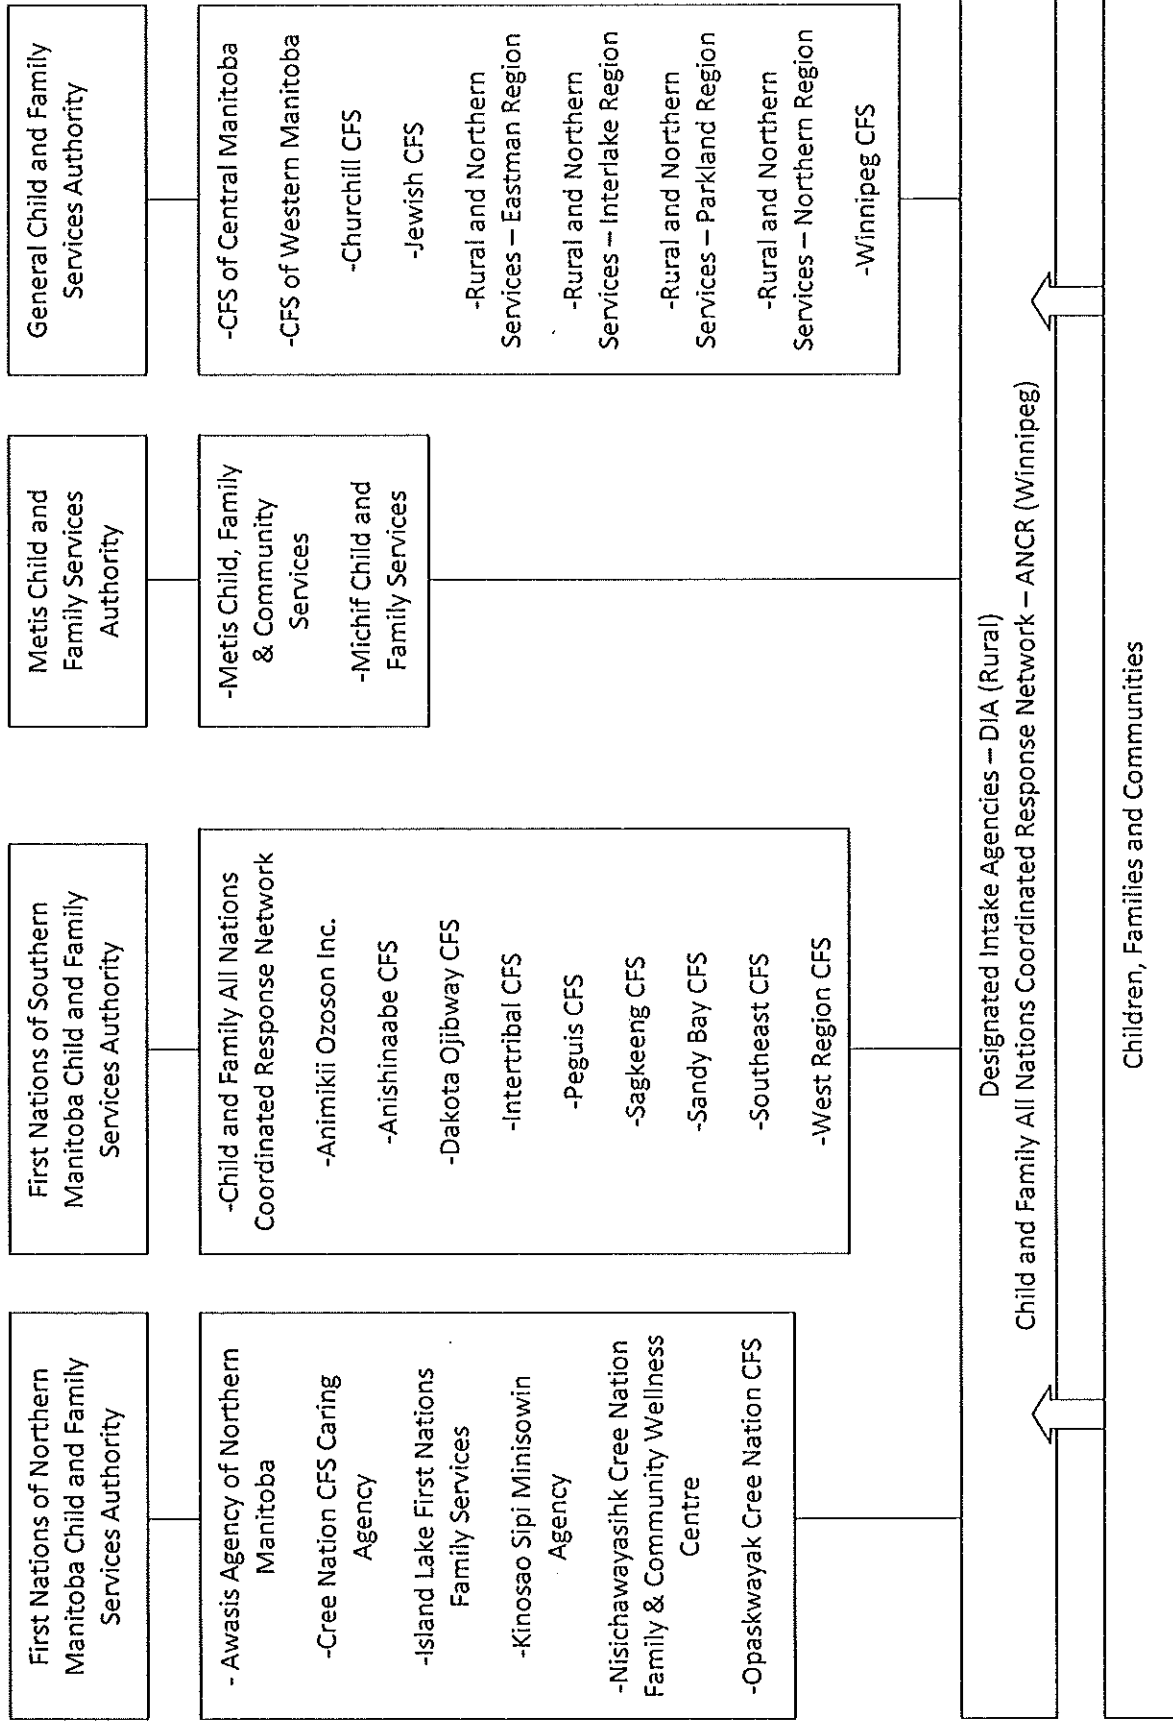 First Nations of Northern
Manitoba Child and Family
Services Authority
- Awasis Agency of Northern
Manitoba
-Cree Nation CFS Caring
Agency
-Island Lake First Nations
Family Services
-Kinosao Sipi Minisowin
Agency
-Nisichawayasihk Cree Nation
Family & Community Wellness
Centre
-Opaskwayak Cree Nation CFS
First Nations of Southern
Manitoba Child and Family
Services Authority
-Child and Family All Nations
Coordinated Response Network
-Animikii Ozoson Inc.
-Anishinaabe CFS
-Dakota Ojibway CFS
-Intertribal CFS
-Peguis CFS
-Sagkeeng CFS
-Sandy Bay CFS
-Southeast CFS
-West Region CFS
Metis Child and
Family Services
Authority
-Metis Child, Family
& Community
Services
-Michif Child and
Family Services
General Child and Family
Services Authority
-CFS of Central Manitoba
-CFS of Western Manitoba
-Churchill CFS
-Jewish CFS
-Rural and Northern
Services – Eastman Region
-Rural and Northern
Services – Interlake Region
-Rural and Northern
Services – Parkland Region
-Rural and Northern
Services – Northern Region
-Winnipeg CFS
Designated Intake Agencies – DIA (Rural)
Child and Family All Nations Coordinated Response Network – ANCR (Winnipeg)
Children, Families and Communities